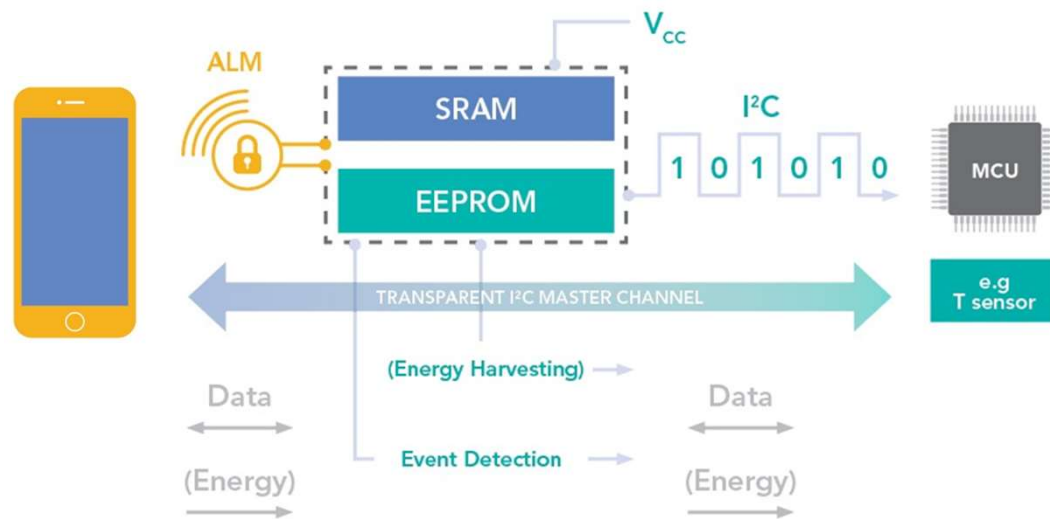 V_CC
ALM
SRAM
I²C
1 0 1 0 1 0
MCU
EEPROM
TRANSPARENT I²C MASTER CHANNEL
e.g
T sensor
(Energy Harvesting)
Data
Data
Event Detection
(Energy)
(Energy)